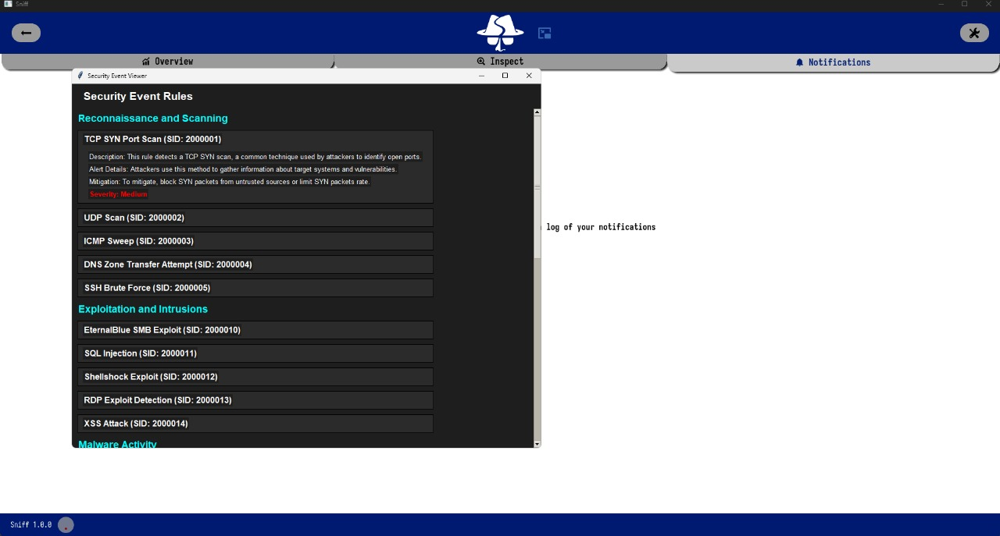 Sniff
Overview
Inspect
Notifications
Security Event Viewer
Security Event Rules
Reconnaissance and Scanning
TCP SYN Port Scan (SID: 2000001)
Description: This rule detects a TCP SYN scan, a common technique used by attackers to identify open ports.
Alert Details: Attackers use this method to gather information about target systems and vulnerabilities.
Mitigation: To mitigate, block SYN packets from untrusted sources or limit SYN packets rate.
Severity: Medium
UDP Scan (SID: 2000002)
log of your notifications
ICMP Sweep (SID: 2000003)
DNS Zone Transfer Attempt (SID: 2000004)
SSH Brute Force (SID: 2000005)
Exploitation and Intrusions
EternalBlue SMB Exploit (SID: 2000010)
SQL Injection (SID: 2000011)
Shellshock Exploit (SID: 2000012)
RDP Exploit Detection (SID: 2000013)
XSS Attack (SID: 2000014)
Malware Activity
Sniff 1.0.0